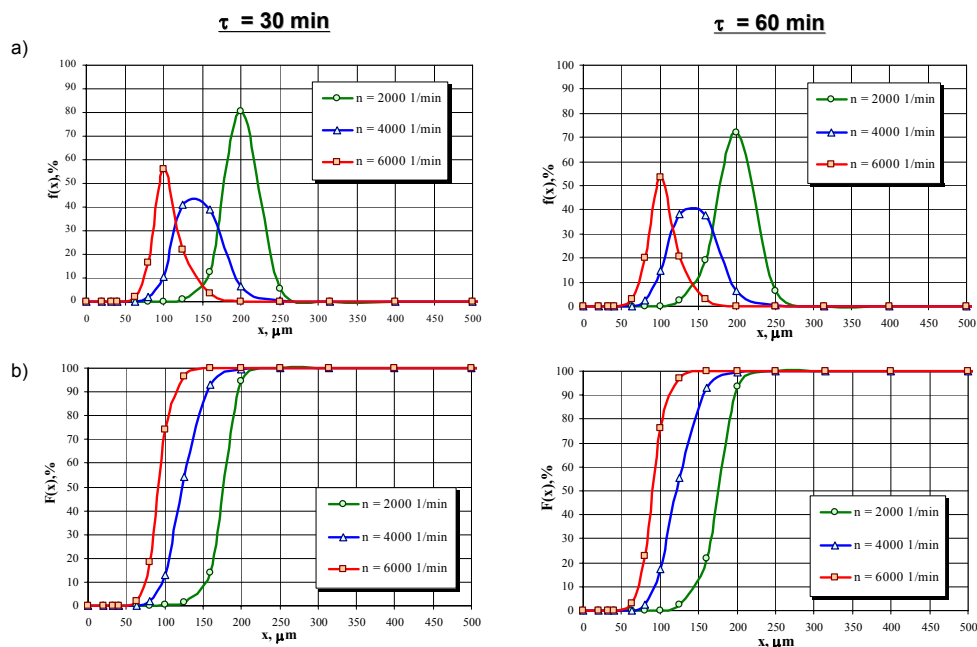 τ = 30 min
τ = 60 min
a)
f(x),%
100
90
80
70
60
50
40
30
20
10
0
0 50 100 150 200 250 300 350 400 450 500
x, μm
n = 2000 1/min
n = 4000 1/min
n = 6000 1/min
f(x),%
100
90
80
70
60
50
40
30
20
10
0
0 50 100 150 200 250 300 350 400 450 500
x, μm
n = 2000 1/min
n = 4000 1/min
n = 6000 1/min
b)
F(x),%
100
90
80
70
60
50
40
30
20
10
0
0 50 100 150 200 250 300 350 400 450 500
x, μm
n = 2000 1/min
n = 4000 1/min
n = 6000 1/min
F(x),%
100
90
80
70
60
50
40
30
20
10
0
0 50 100 150 200 250 300 350 400 450 500
x, μm
n = 2000 1/min
n = 4000 1/min
n = 6000 1/min